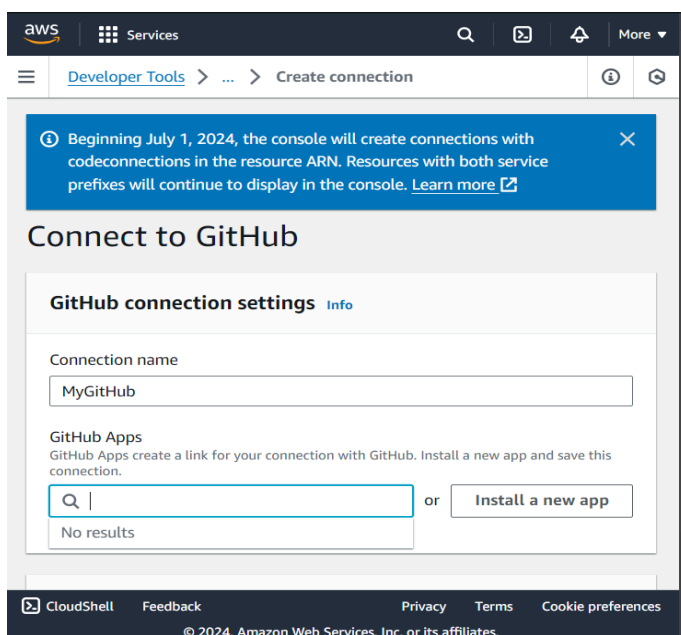 aws Services More
Developer Tools > ... > Create connection
Beginning July 1, 2024, the console will create connections with
codeconnections in the resource ARN. Resources with both service
prefixes will continue to display in the console. Learn more
Connect to GitHub
GitHub connection settings Info
Connection name
MyGitHub
GitHub Apps
GitHub Apps create a link for your connection with GitHub. Install a new app and save this
connection.
or Install a new app
No results
CloudShell Feedback Privacy Terms Cookie preferences
© 2024, Amazon Web Services, Inc. or its affiliates.